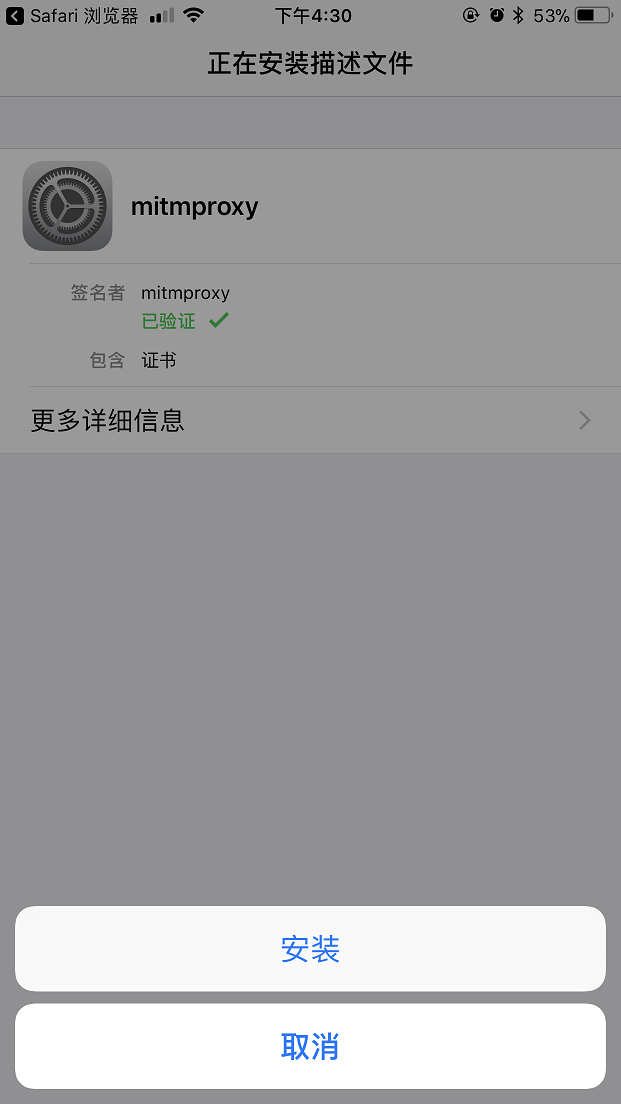 Safari 浏览器 下午4:30 53%
正在安装描述文件
mitmproxy
签名者 mitmproxy
已验证
包含 证书
更多详细信息
安装
取消